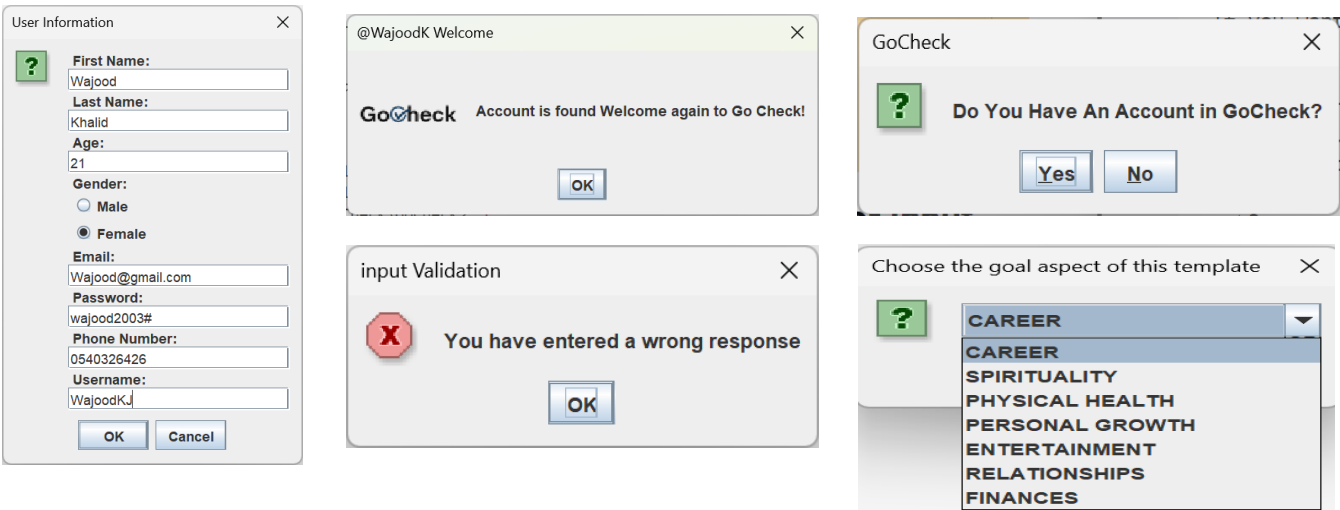 User Information
First Name:
Wajood
Last Name:
Khalid
Age:
21
Gender:
Male
Female
Email:
Wajood@gmail.com
Password:
wajood2003#
Phone Number:
0540326426
Username:
WajoodKJ
OK Cancel
@WajoodK Welcome
GoCheck Account is found Welcome again to Go Check!
OK
GoCheck
Do You Have An Account in GoCheck?
Yes No
input Validation
X
You have entered a wrong response
OK
Choose the goal aspect of this template
CAREER
CAREER
SPIRITUALITY
PHYSICAL HEALTH
PERSONAL GROWTH
ENTERTAINMENT
RELATIONSHIPS
FINANCES